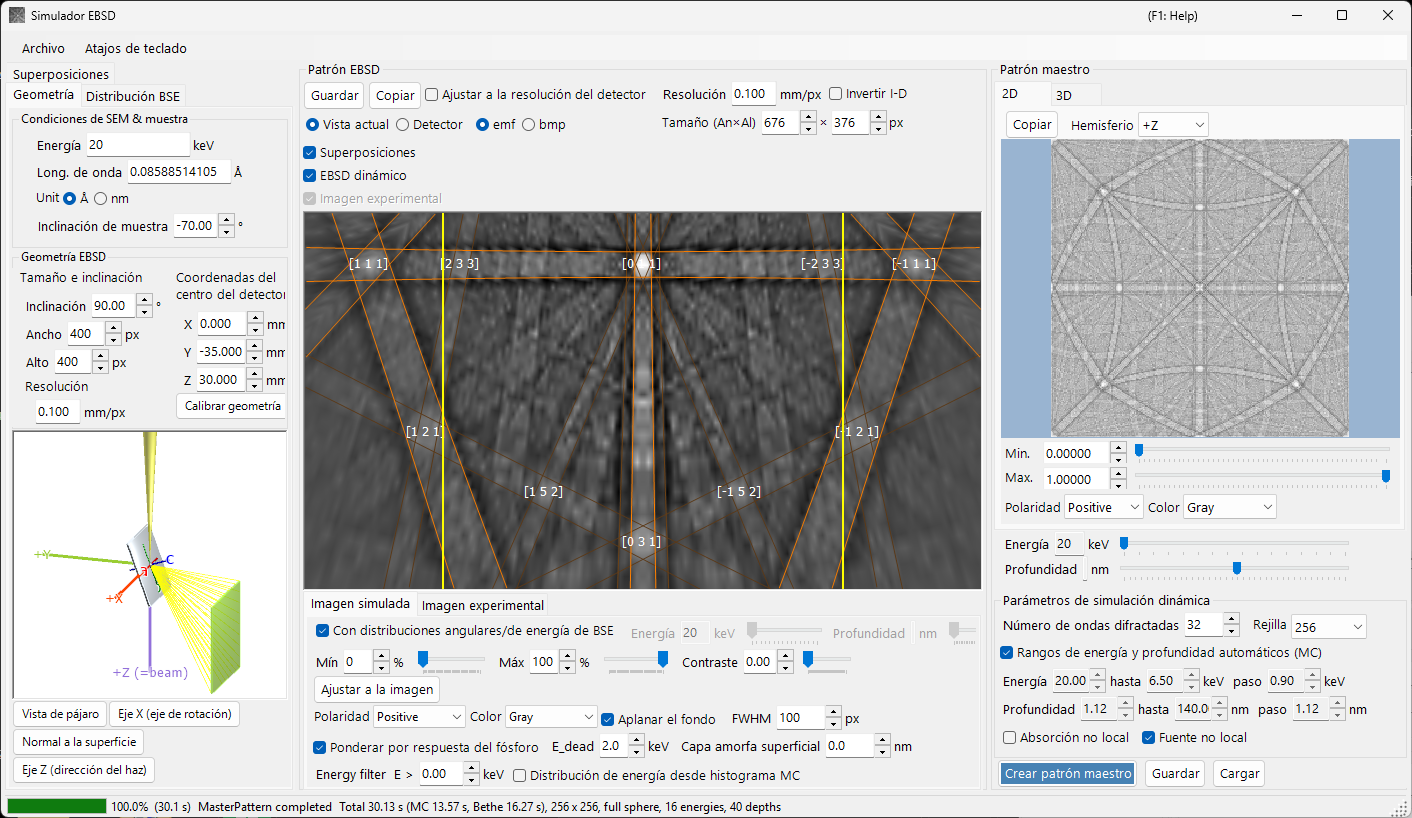 Simulador EBSD
(F1: Help)
Archivo Atajos de teclado
Superposiciones
Geometría Distribución BSE
Condiciones de SEM & muestra
Energía 20 keV
Long. de onda 0.08588514105 Å
Unit Å nm
Inclinación de muestra -70.00 °
Geometría EBSD
Tamaño e inclinación
Inclinación 90.00 °
Ancho 400 px
Alto 400 px
Resolución
0.100 mm/px
Coordenadas del
centro del detector
X 0.000 mm
Y -35.000 mm
Z 30.000 mm
Calibrar geometría
+Y
C
+X
+Z (=beam)
Vista de pájaro Eje X (eje de rotación)
Normal a la superficie
Eje Z (dirección del haz)
Patrón EBSD
Guardar Copiar Ajustar a la resolución del detector Resolución 0.100 mm/px Invertir I-D
Vista actual Detector emf bmp Tamaño (An×Al) 676 × 376 px
Superposiciones
EBSD dinámico
Imagen experimental
[1 1 1] [2 3 3] [0 1] [-2 3 3] [-1 1 1]
[1 2 1] [-1 2 1]
[1 5 2] [-1 5 2]
[0 3 1]
Imagen simulada Imagen experimental
Con distribuciones angulares/de energía de BSE Energía 20 keV Profundidad nm
Mín 0 % Máx 100 % Contraste 0.00
Ajustar a la imagen
Polaridad Positive Color Gray Aplanar el fondo FWHM 100 px
Ponderar por respuesta del fósforo E_dead 2.0 keV Capa amorfa superficial 0.0 nm
Energy filter E > 0.00 keV Distribución de energía desde histograma MC
Patrón maestro
2D 3D
Copiar Hemisferio +Z
Min. 0.00000
Max. 1.00000
Polaridad Positive Color Gray
Energía 20 keV
Profundidad nm
Parámetros de simulación dinámica
Número de ondas difractadas 32 Rejilla 256
Rangos de energía y profundidad automáticos (MC)
Energía 20.00 hasta 6.50 keV paso 0.90 keV
Profundidad 1.12 hasta 140.0 nm paso 1.12 nm
Absorción no local Fuente no local
Crear patrón maestro Guardar Cargar
100.0% (30.1 s) MasterPattern completed Total 30.13 s (MC 13.57 s, Bethe 16.27 s), 256 x 256, full sphere, 16 energies, 40 depths